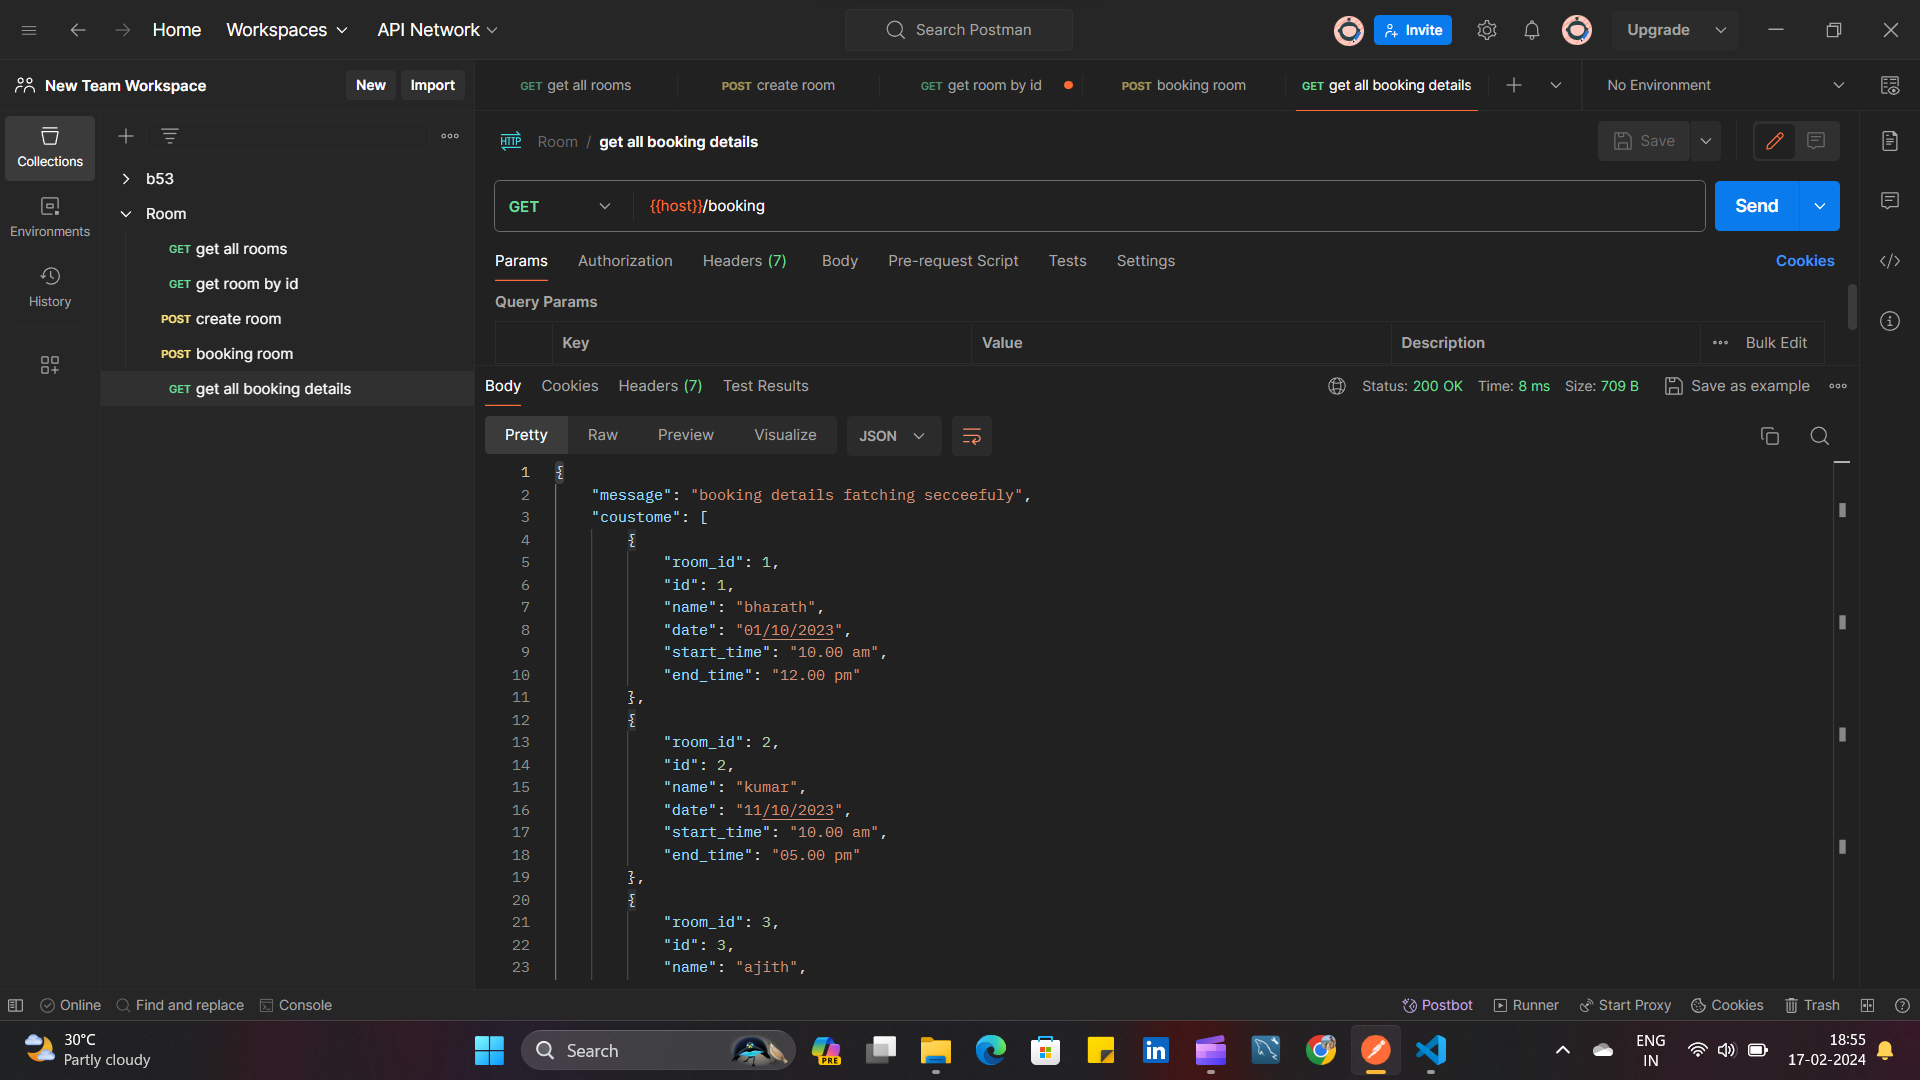 Home Workspaces API Network Search Postman Invite Upgrade
New Team Workspace New Import
GET get all rooms POST create room GET get room by id POST booking room GET get all booking details No Environment
Collections
Environments
History
b53
Room
GET get all rooms
GET get room by id
POST create room
POST booking room
GET get all booking details
HTTP Room / get all booking details Save
GET {{host}}/booking Send
Params Authorization Headers (7) Body Pre-request Script Tests Settings Cookies
Query Params
Key Value Description Bulk Edit
Body Cookies Headers (7) Test Results Status: 200 OK Time: 8 ms Size: 709 B Save as example
Pretty Raw Preview Visualize JSON
1 {
2 "message": "booking details fatching secceefuly",
3 "coustome": [
4 {
5 "room_id": 1,
6 "id": 1,
7 "name": "bharath",
8 "date": "01/10/2023",
9 "start_time": "10.00 am",
10 "end_time": "12.00 pm"
11 },
12 {
13 "room_id": 2,
14 "id": 2,
15 "name": "kumar",
16 "date": "11/10/2023",
17 "start_time": "10.00 am",
18 "end_time": "05.00 pm"
19 },
20 {
21 "room_id": 3,
22 "id": 3,
23 "name": "ajith",
Online Find and replace Console Postbot Runner Start Proxy Cookies Trash
30°C
Partly cloudy
Search
PRE
ENG
IN
18:55
17-02-2024